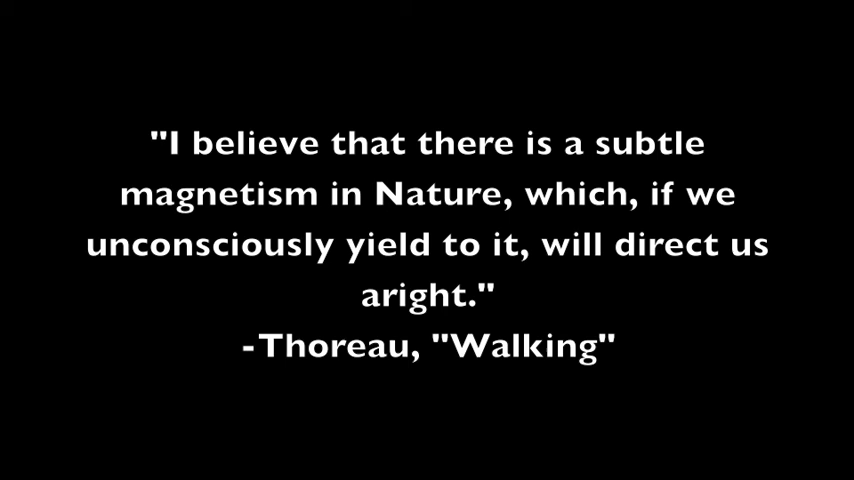 "I believe that there is a subtle
magnetism in Nature, which, if we
unconsciously yield to it, will direct us
aright."
-Thoreau, "Walking"